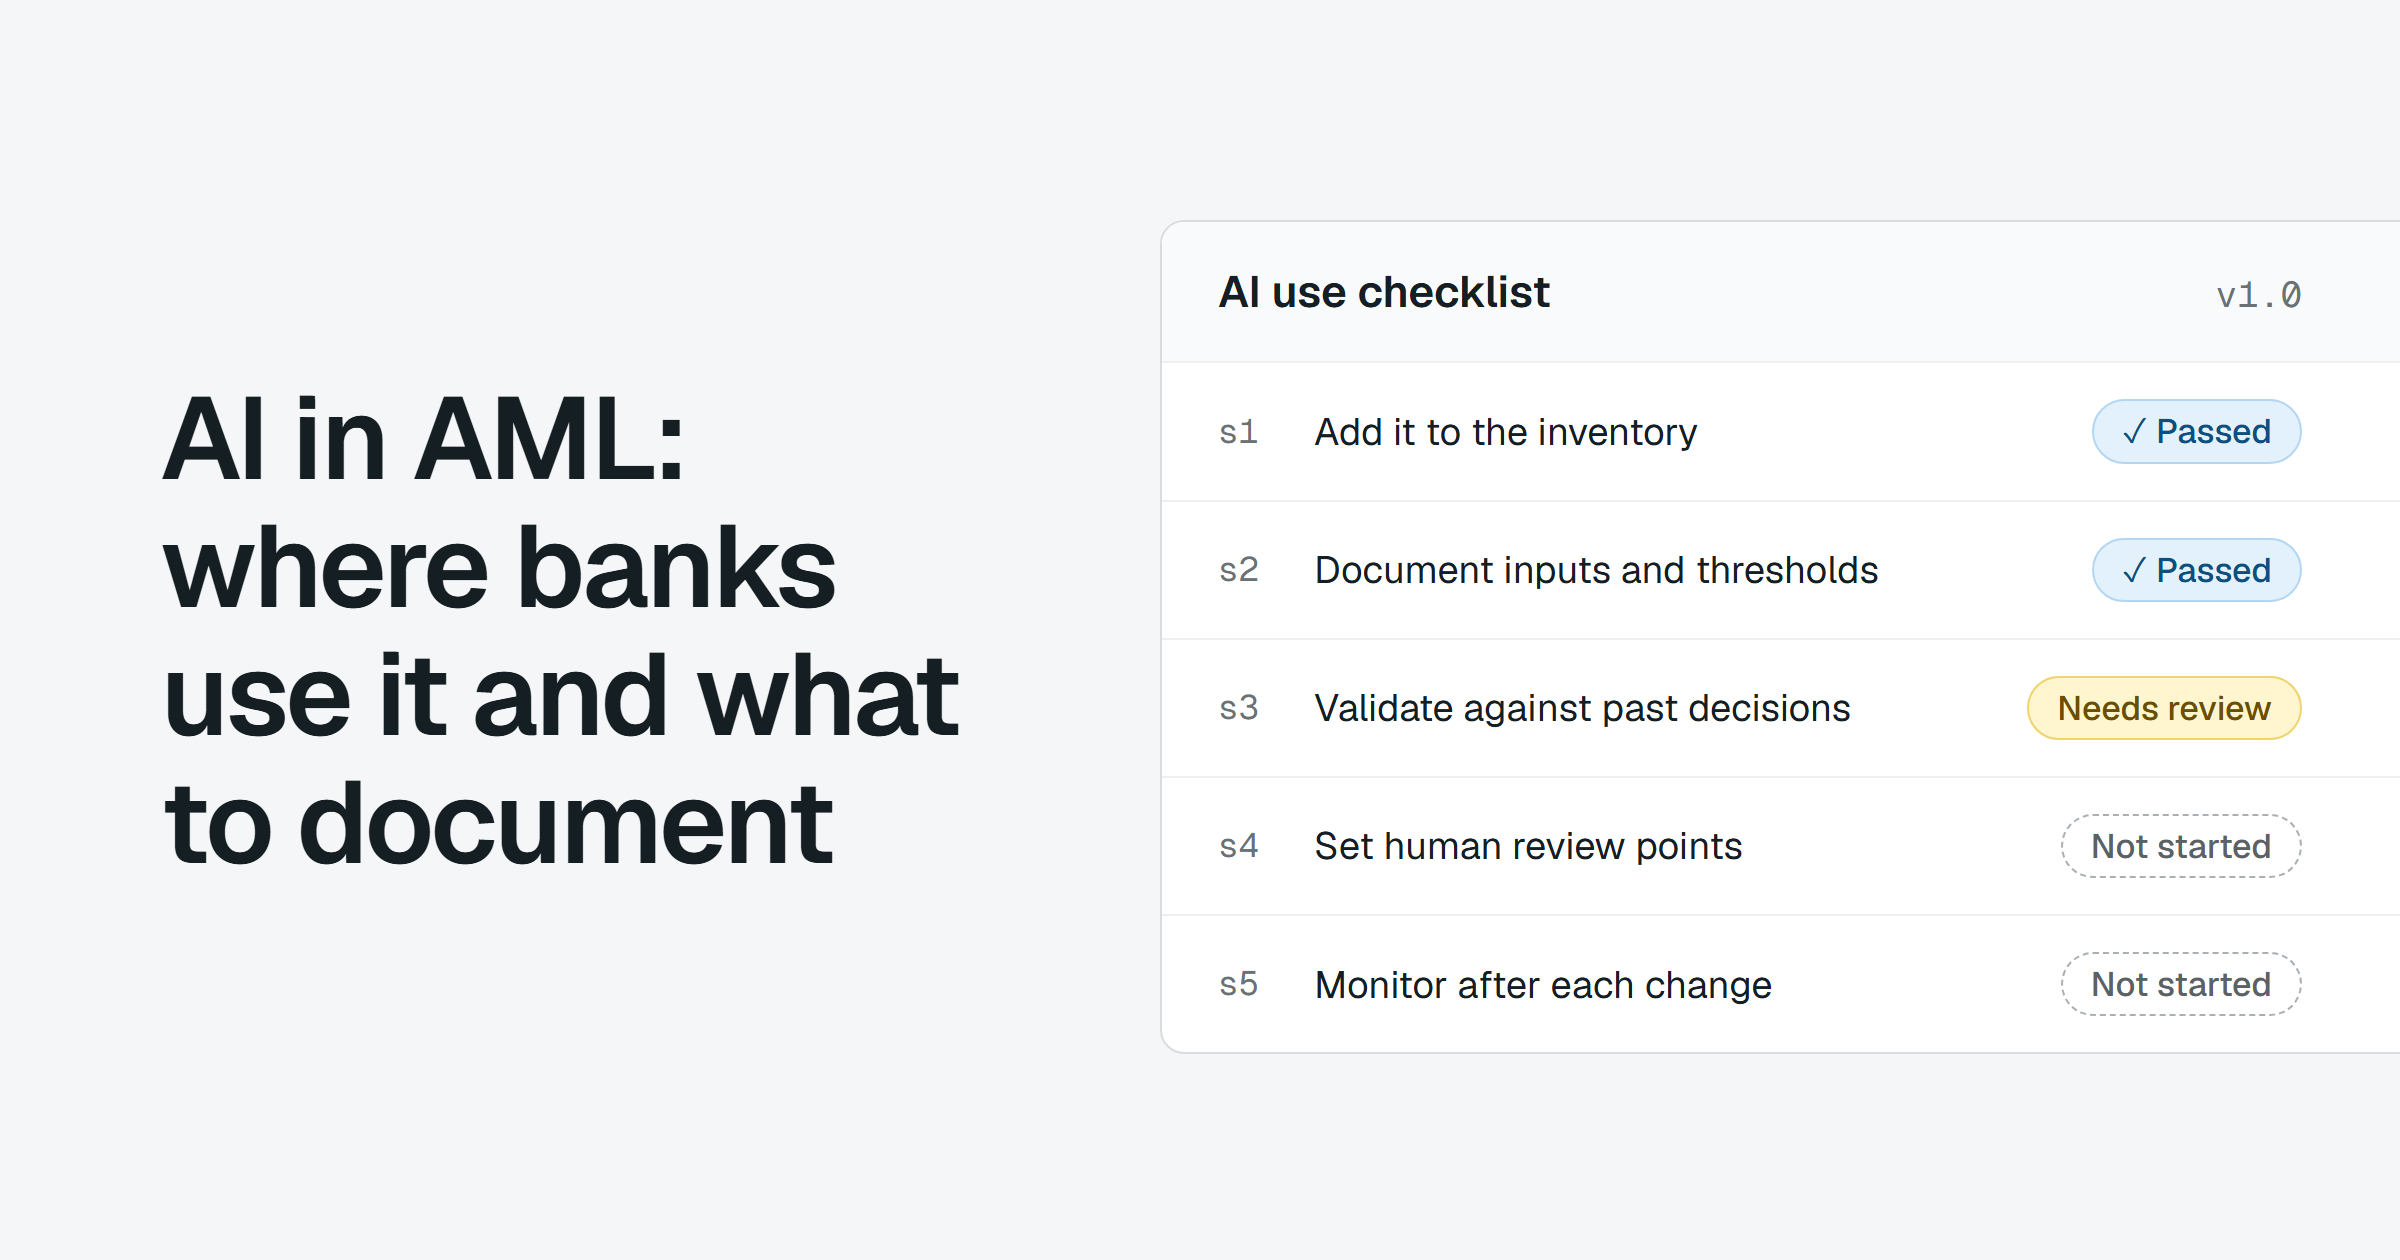 AI in AML:
where banks
use it and what
to document
AI use checklist v1.0
s1 Add it to the inventory ✓ Passed
s2 Document inputs and thresholds ✓ Passed
s3 Validate against past decisions Needs review
s4 Set human review points Not started
s5 Monitor after each change Not started